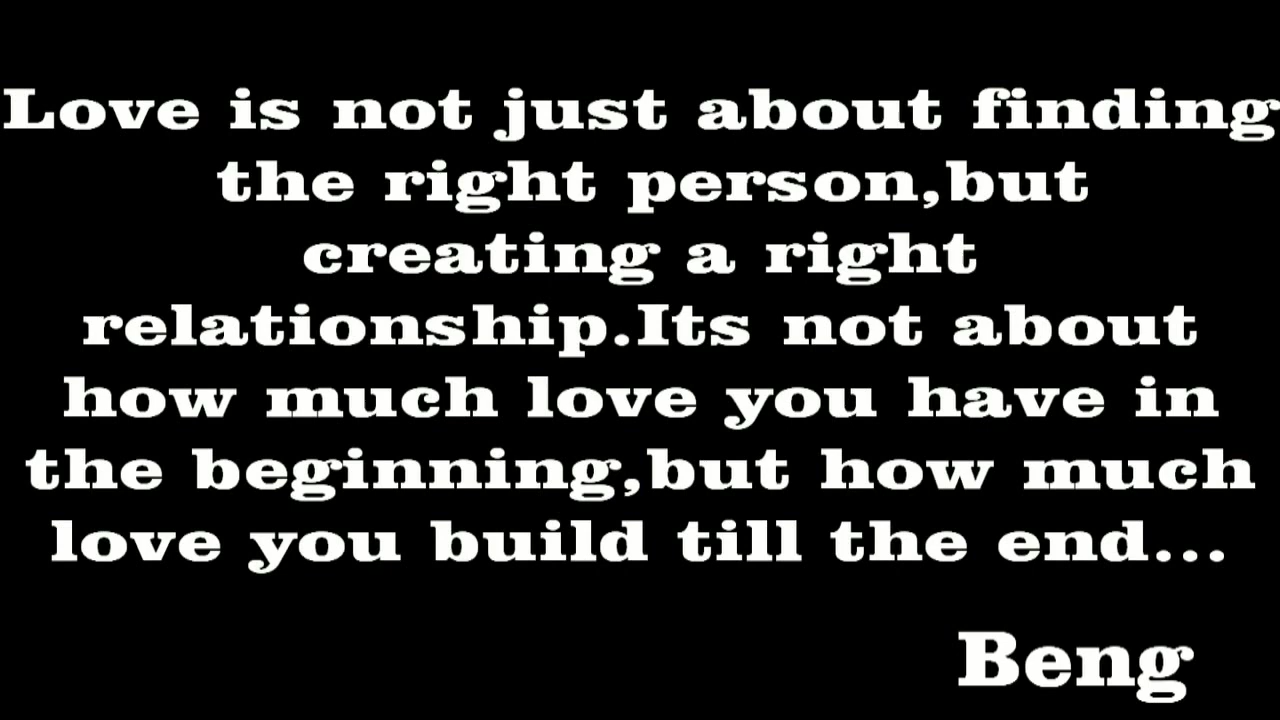 Love is not just about finding
the right person,but
creating a right
relationship.Its not about
how much love you have in
the beginning,but how much
love you build till the end...
Beng